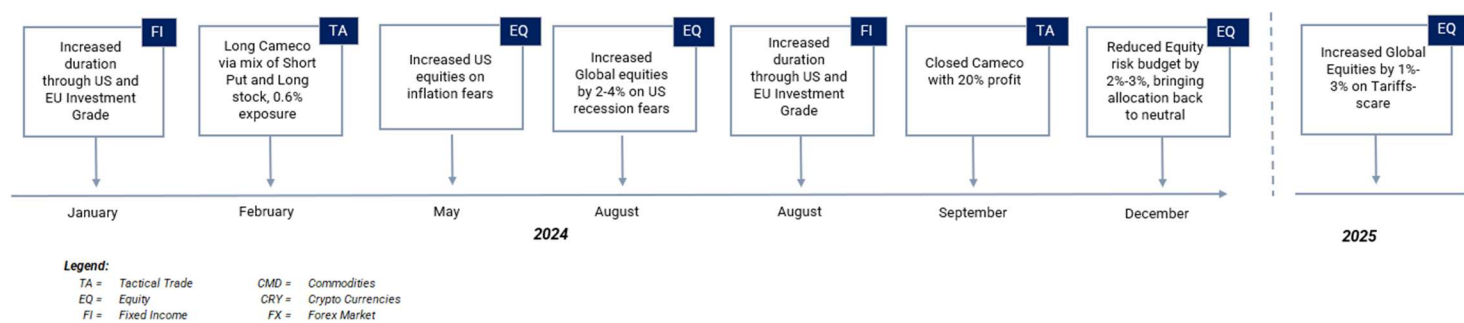 FI
Increased
duration
through US and
EU Investment
Grade
TA
Long Cameco
via mix of Short
Put and Long
stock, 0.6%
exposure
EQ
Increased US
equities on
inflation fears
EQ
Increased
Global equities
by 2-4% on US
recession fears
FI
Increased
duration
through US and
EU Investment
Grade
TA
Closed Cameco
with 20% profit
EQ
Reduced Equity
risk budget by
2%-3%, bringing
allocation back
to neutral
EQ
Increased Global
Equities by 1%-
3% on Tariffs-
scare
January
February
May
August
August
September
December
2024
2025
Legend:
TA = Tactical Trade
EQ = Equity
FI = Fixed Income
CMD = Commodities
CRY = Crypto Currencies
FX = Forex Market